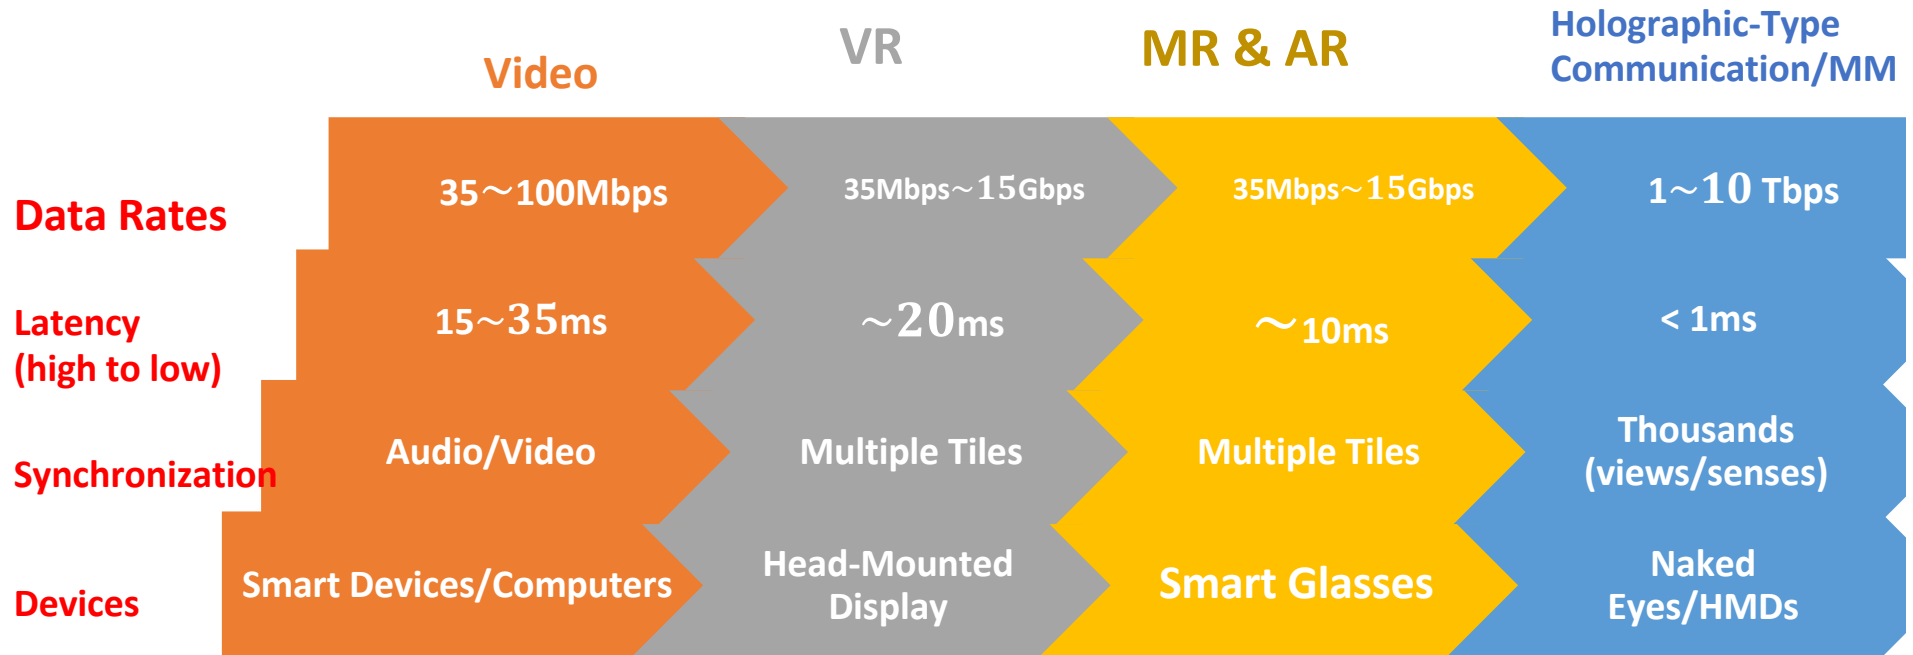 Video
VR
MR & AR
Holographic-Type
Communication/MM
Data Rates
35∼100Mbps
35Mbps∼15Gbps
35Mbps∼15Gbps
1∼10 Tbps
Latency
(high to low)
15∼35ms
∼20ms
∼10ms
< 1ms
Synchronization
Audio/Video
Multiple Tiles
Multiple Tiles
Thousands
(views/senses)
Devices
Smart Devices/Computers
Head-Mounted
Display
Smart Glasses
Naked
Eyes/HMDs